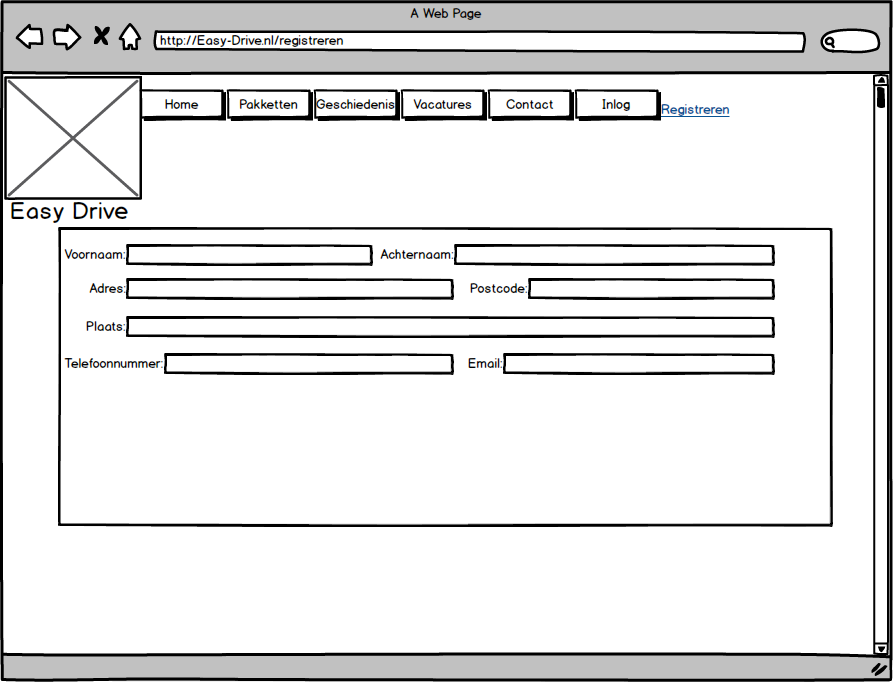 A Web Page
http://Easy-Drive.nl/registreren
Home Pakketten Geschiedenis Vacatures Contact Inlog Registreren
Easy Drive
Voornaam: Achternaam:
Adres: Postcode:
Plaats:
Telefoonnummer: Email: